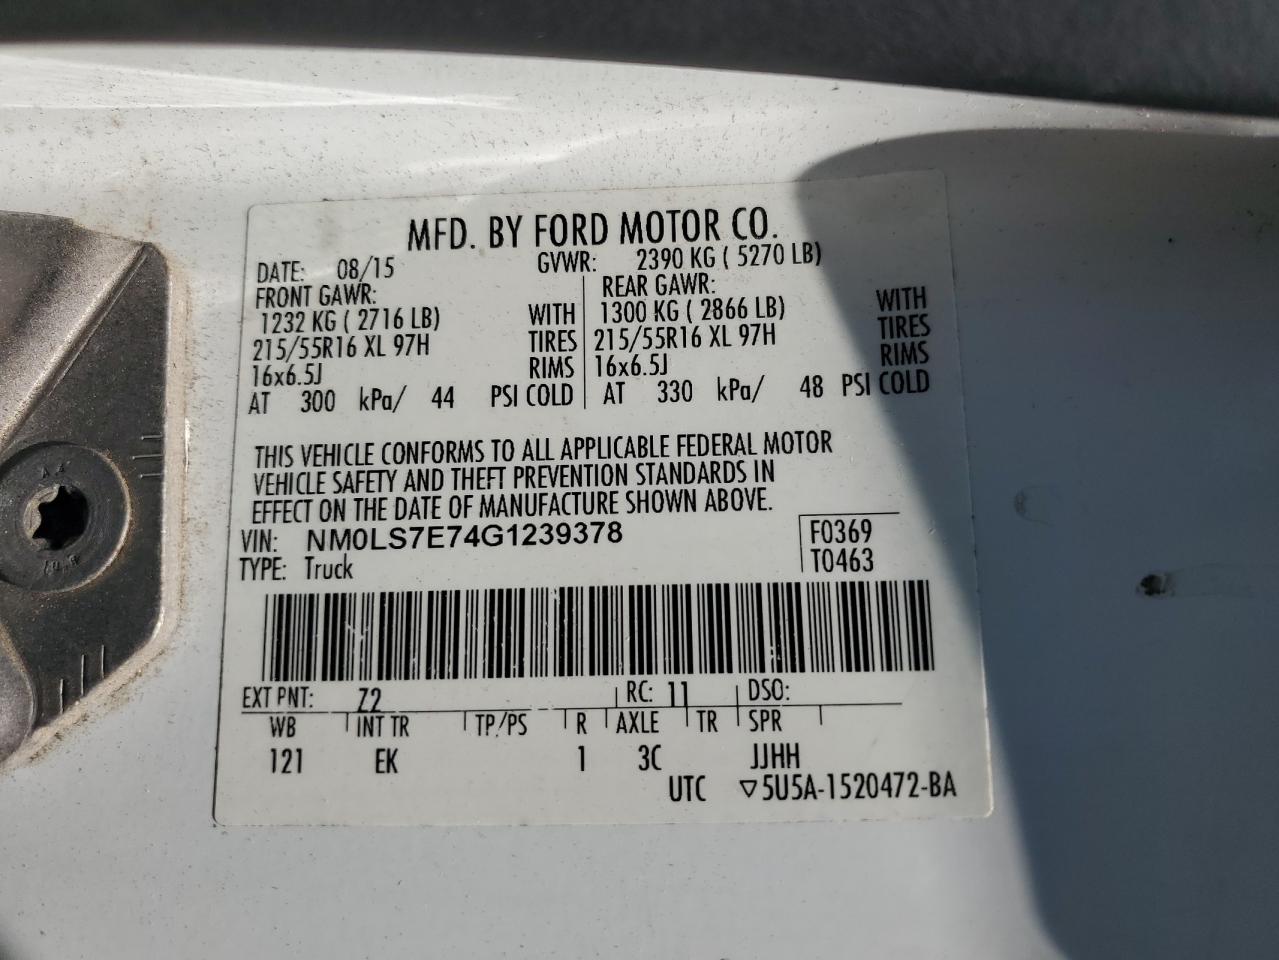 MFD. BY FORD MOTOR CO.
DATE: 08/15 GVWR: 2390 KG ( 5270 LB)
FRONT GAWR: REAR GAWR:
1232 KG ( 2716 LB) WITH 1300 KG ( 2866 LB) WITH
215/55R16 XL 97H TIRES 215/55R16 XL 97H TIRES
16x6.5J RIMS 16x6.5J RIMS
AT 300 kPa/ 44 PSI COLD AT 330 kPa/ 48 PSI COLD
THIS VEHICLE CONFORMS TO ALL APPLICABLE FEDERAL MOTOR
VEHICLE SAFETY AND THEFT PREVENTION STANDARDS IN
EFFECT ON THE DATE OF MANUFACTURE SHOWN ABOVE.
VIN: NM0LS7E74G1239378 F0369
TYPE: Truck T0463
EXT PNT: Z2 RC: 11 DSO:
WB INT TR TP/PS R AXLE TR SPR
121 EK 1 3C JJHH
UTC ▽5U5A-1520472-BA